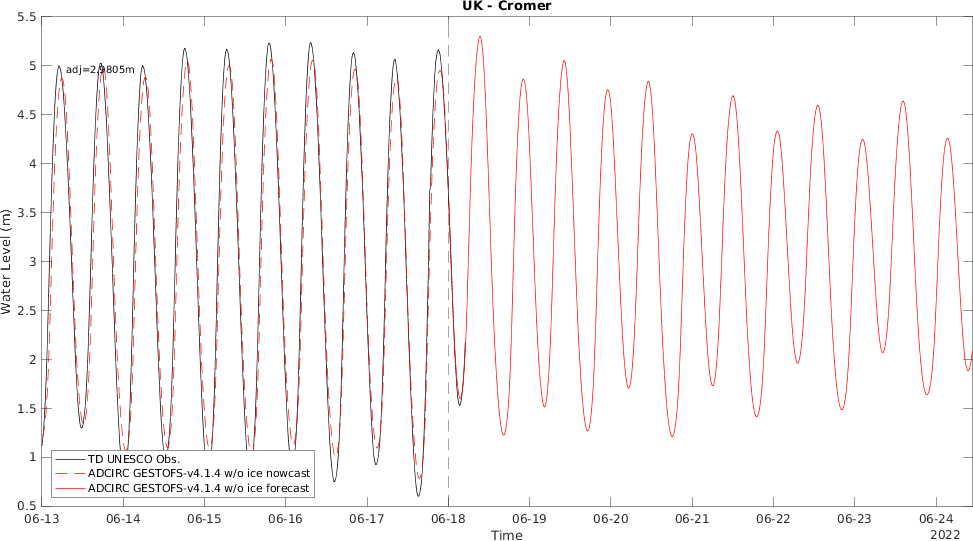 UK - Cromer
5.5
5
4.5
4
3.5
3
2.5
2
1.5
1
0.5
Water Level (m)
adj=2.9805m
TD UNESCO Obs.
ADCIRC GESTOFS-v4.1.4 w/o ice nowcast
ADCIRC GESTOFS-v4.1.4 w/o ice forecast
06-13 06-14 06-15 06-16 06-17 06-18 06-19 06-20 06-21 06-22 06-23 06-24
Time
2022